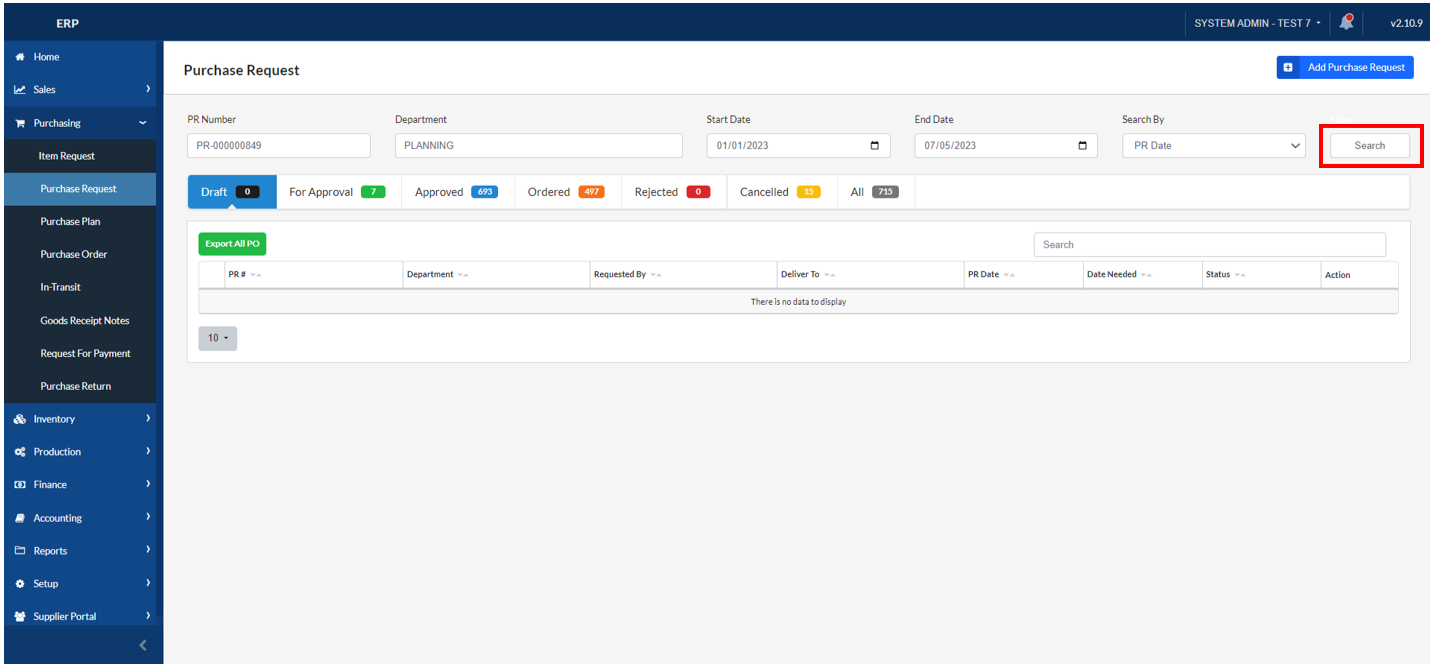 ERP
SYSTEM ADMIN - TEST 7
v2.10.9
Home
Sales
Purchasing
Item Request
Purchase Request
Purchase Plan
Purchase Order
In-Transit
Goods Receipt Notes
Request For Payment
Purchase Return
Inventory
Production
Finance
Accounting
Reports
Setup
Supplier Portal
Purchase Request
Add Purchase Request
PR Number
Department
Start Date
End Date
Search By
PR-000000849
PLANNING
01/01/2023
07/05/2023
PR Date
Search
Draft 0
For Approval 7
Approved 693
Ordered 497
Rejected 0
Cancelled 15
All 715
Export All PO
Search
PR #
Department
Requested By
Deliver To
PR Date
Date Needed
Status
Action
There is no data to display
10